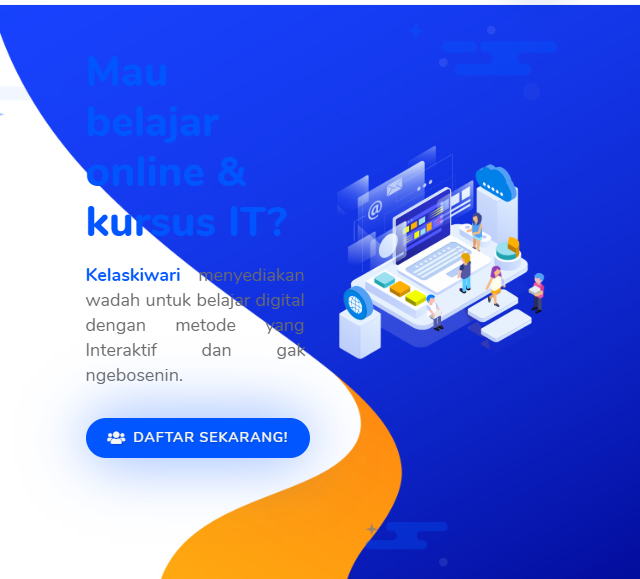 Mau
belajar
online &
kursus IT?
Kelaskiwari menyediakan
wadah untuk belajar digital
dengan metode yang
Interaktif dan gak
ngebosenin.
DAFTAR SEKARANG!
@